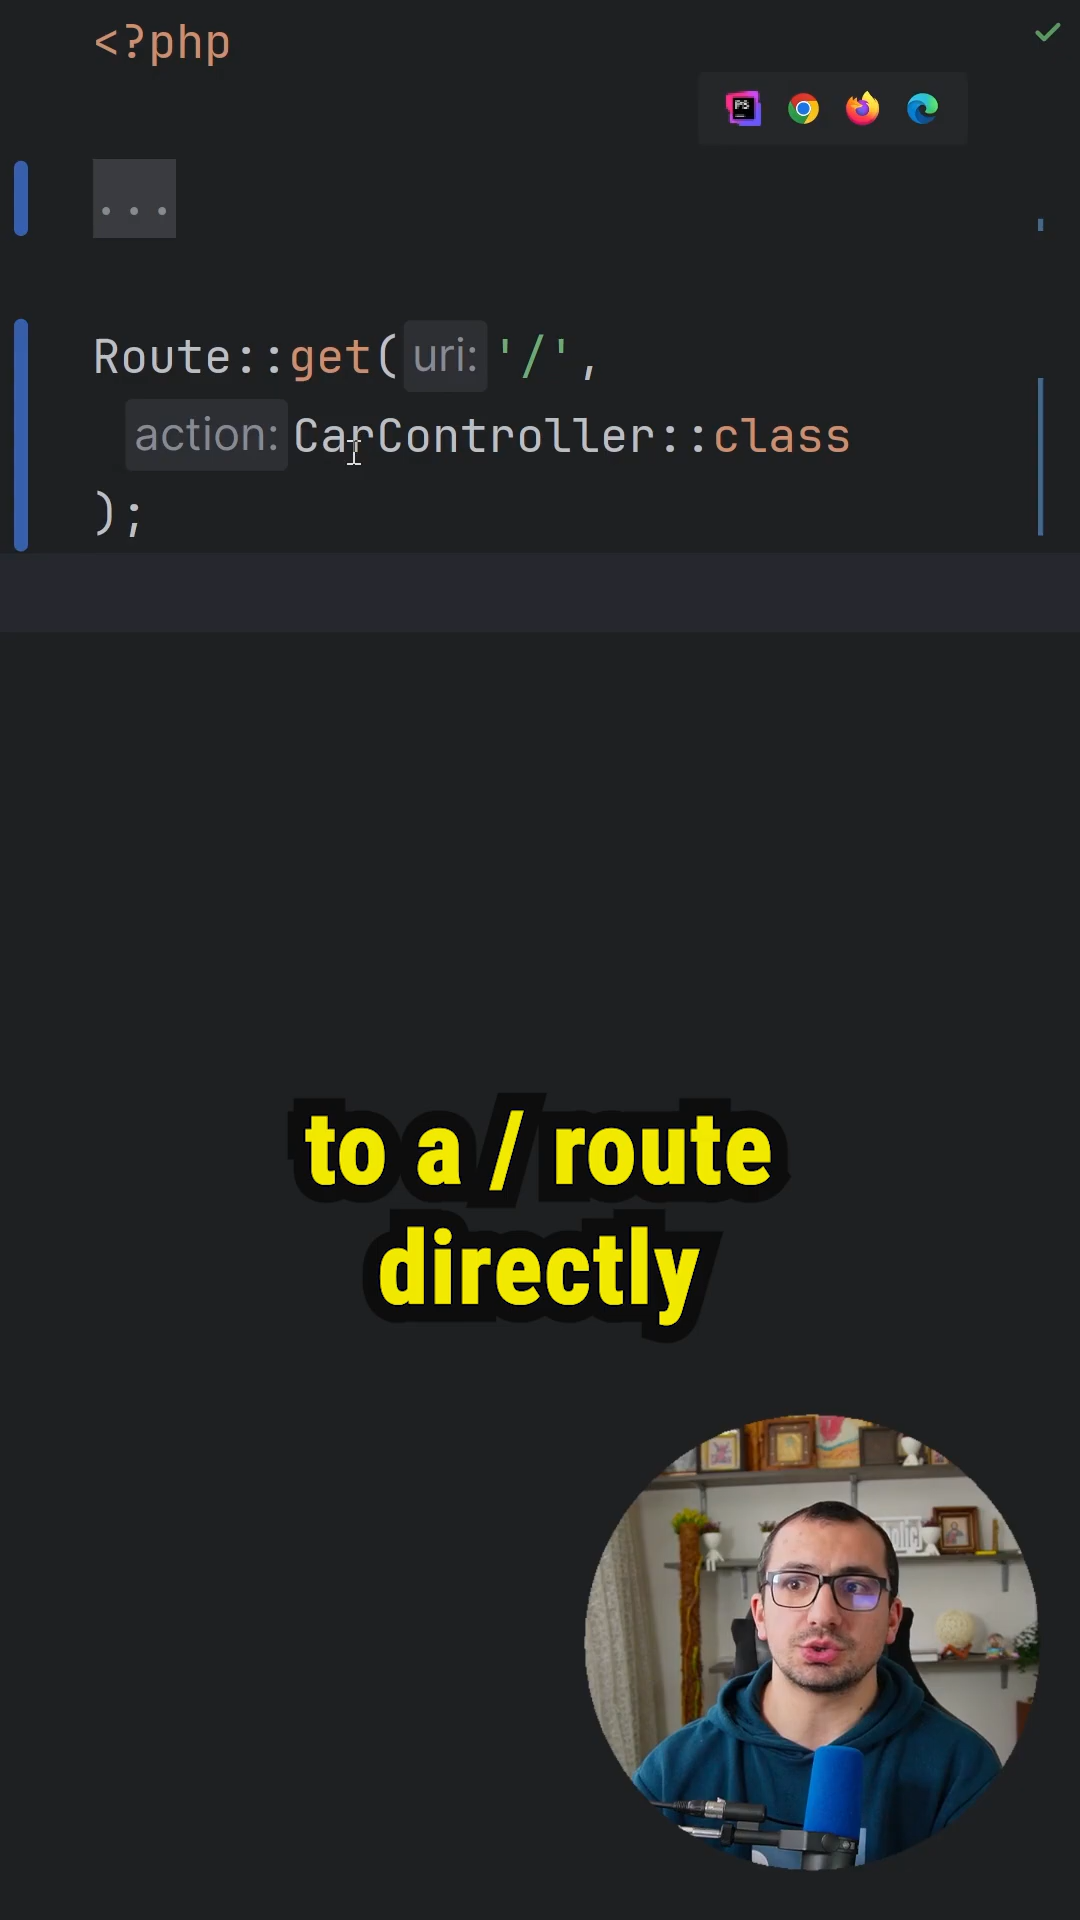 <?php
...
Route::get( uri: '/',
action: CarController::class
);
to a / route
directly